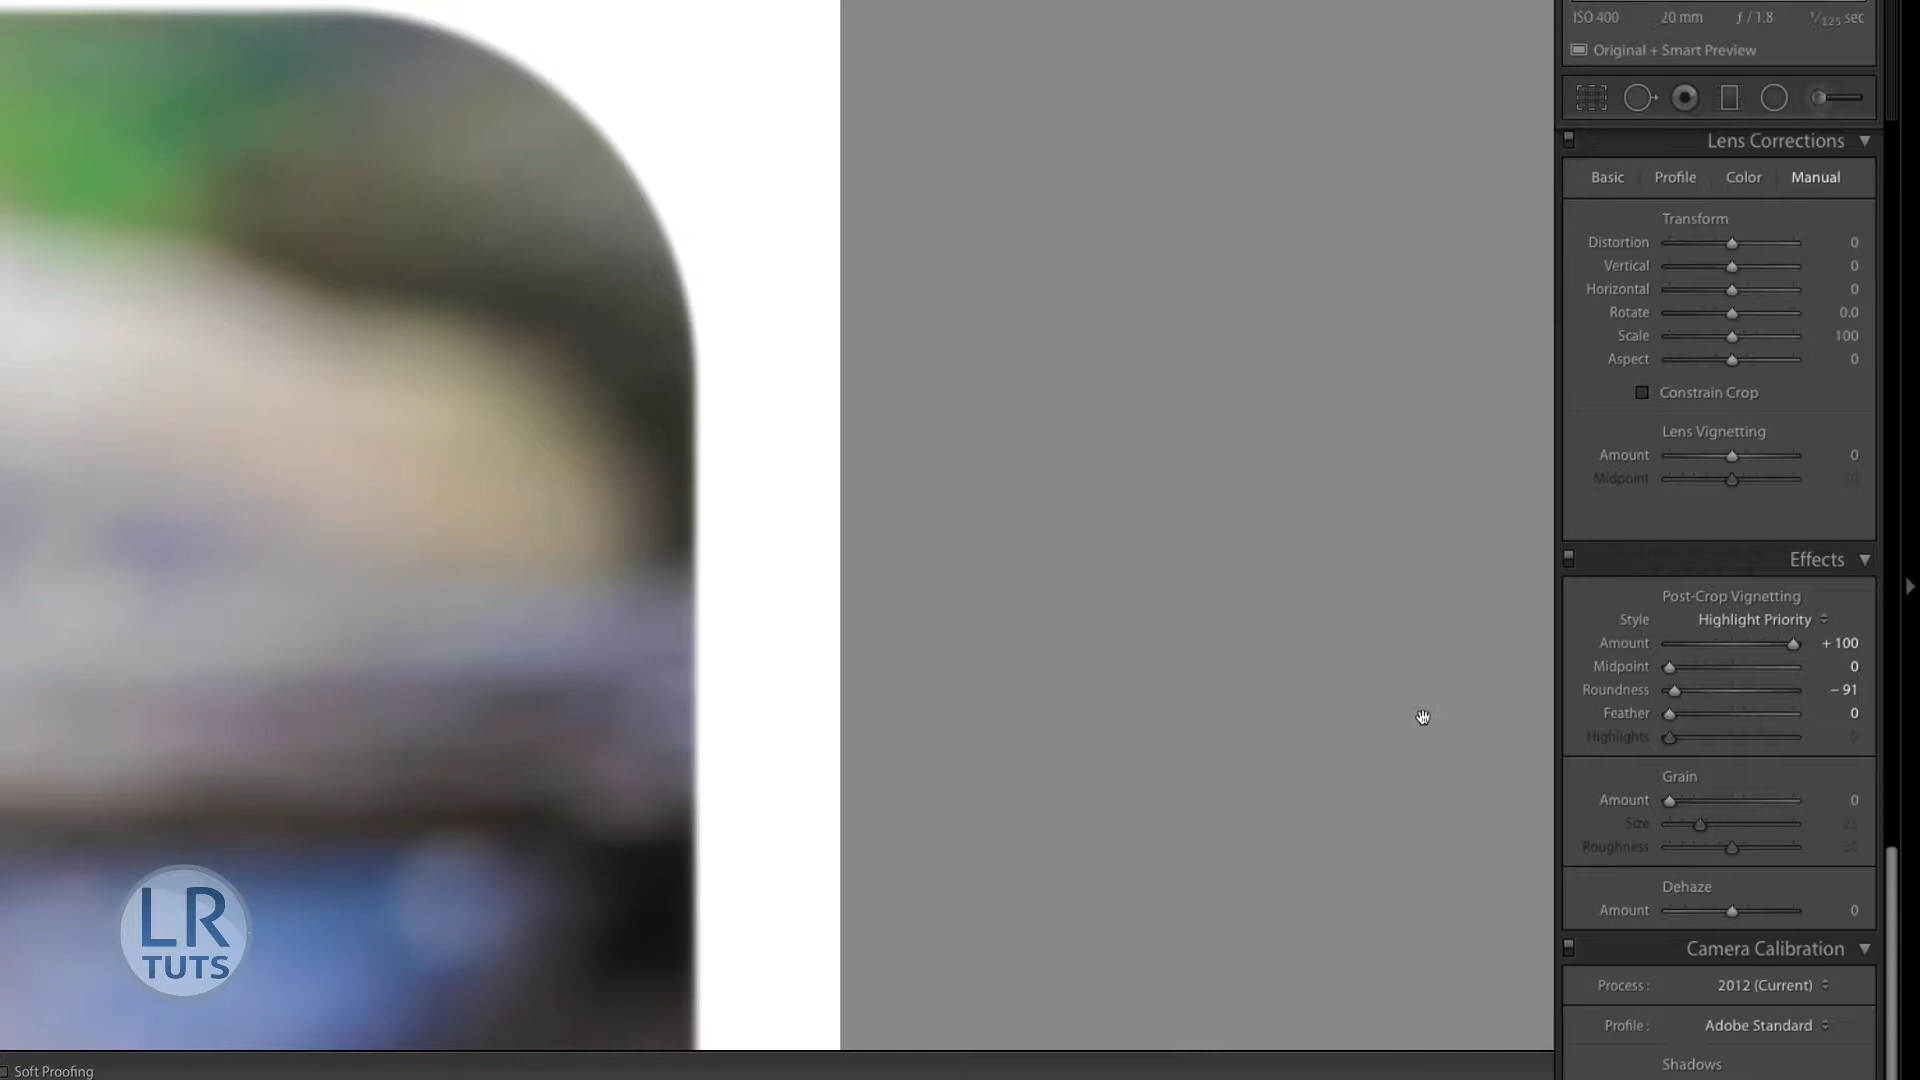 ISO 400 20 mm ƒ / 1.8 1/125 sec
Original + Smart Preview
Lens Corrections
Basic Profile Color Manual
Transform
Distortion 0
Vertical 0
Horizontal 0
Rotate 0.0
Scale 100
Aspect 0
Constrain Crop
Lens Vignetting
Amount 0
Midpoint
Effects
Post-Crop Vignetting
Style Highlight Priority
Amount + 100
Midpoint 0
Roundness – 91
Feather 0
Highlights 0
Grain
Amount 0
Size 25
Roughness 50
Dehaze
Amount 0
LR
TUTS
Camera Calibration
Process : 2012 (Current)
Profile : Adobe Standard
Shadows
Soft Proofing